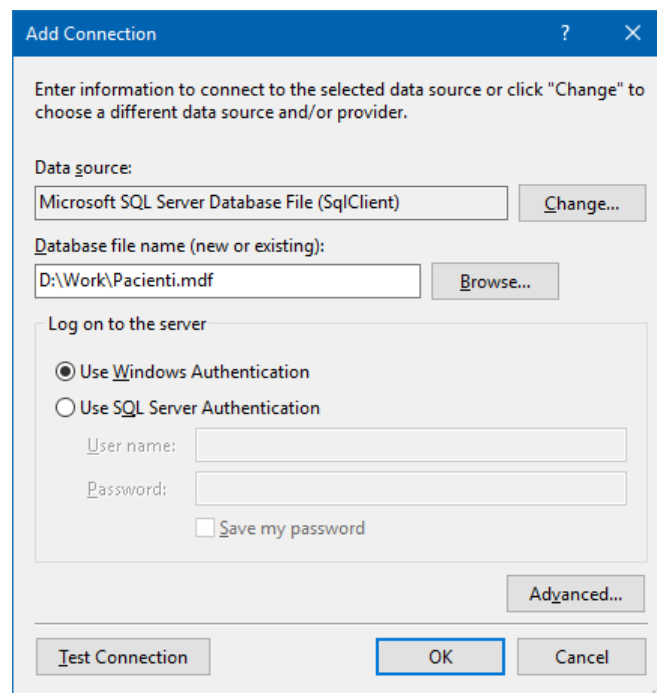 Add Connection
?
Enter information to connect to the selected data source or click "Change" to
choose a different data source and/or provider.
Data source:
Microsoft SQL Server Database File (SqlClient)
Change...
Database file name (new or existing):
D:\Work\Pacienti.mdf
Browse...
Log on to the server
Use Windows Authentication
Use SQL Server Authentication
User name:
Password:
Save my password
Advanced...
Test Connection
OK
Cancel